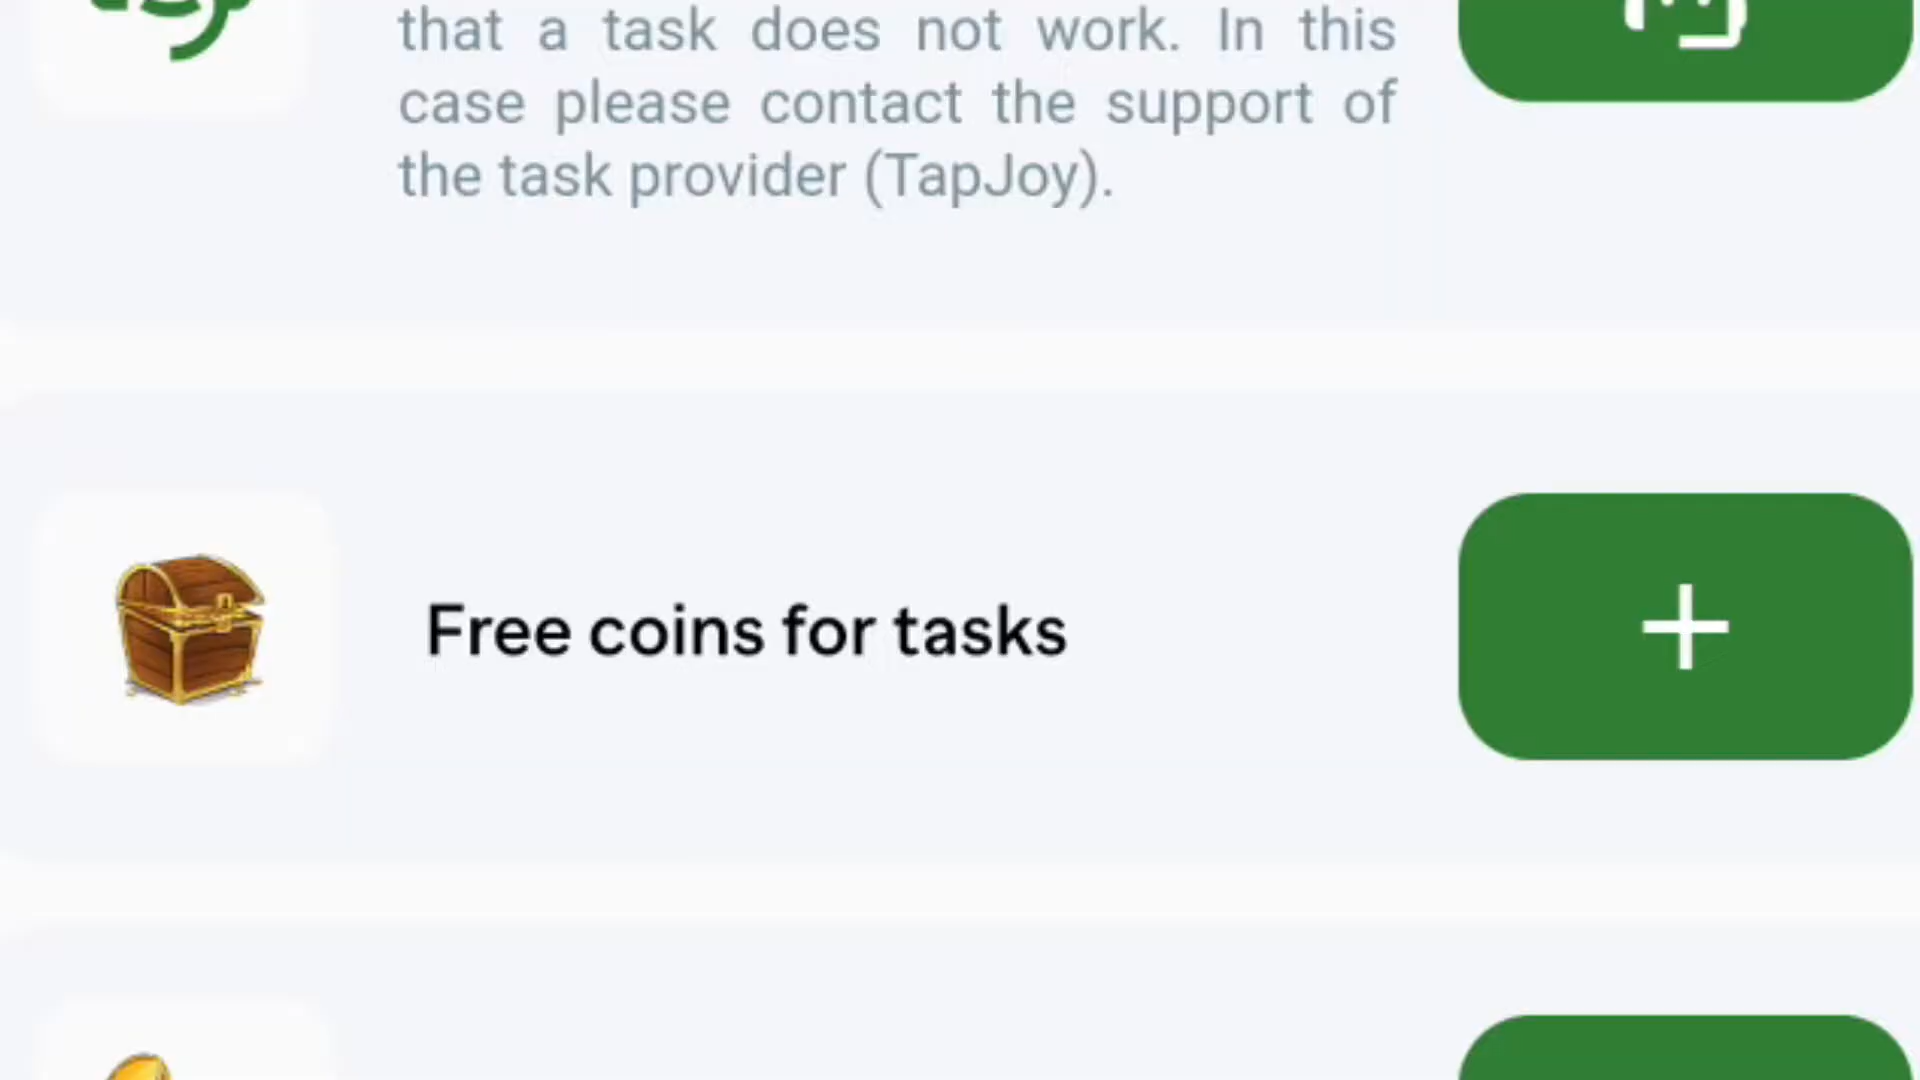 that a task does not work. In this
case please contact the support of
the task provider (TapJoy).
Free coins for tasks